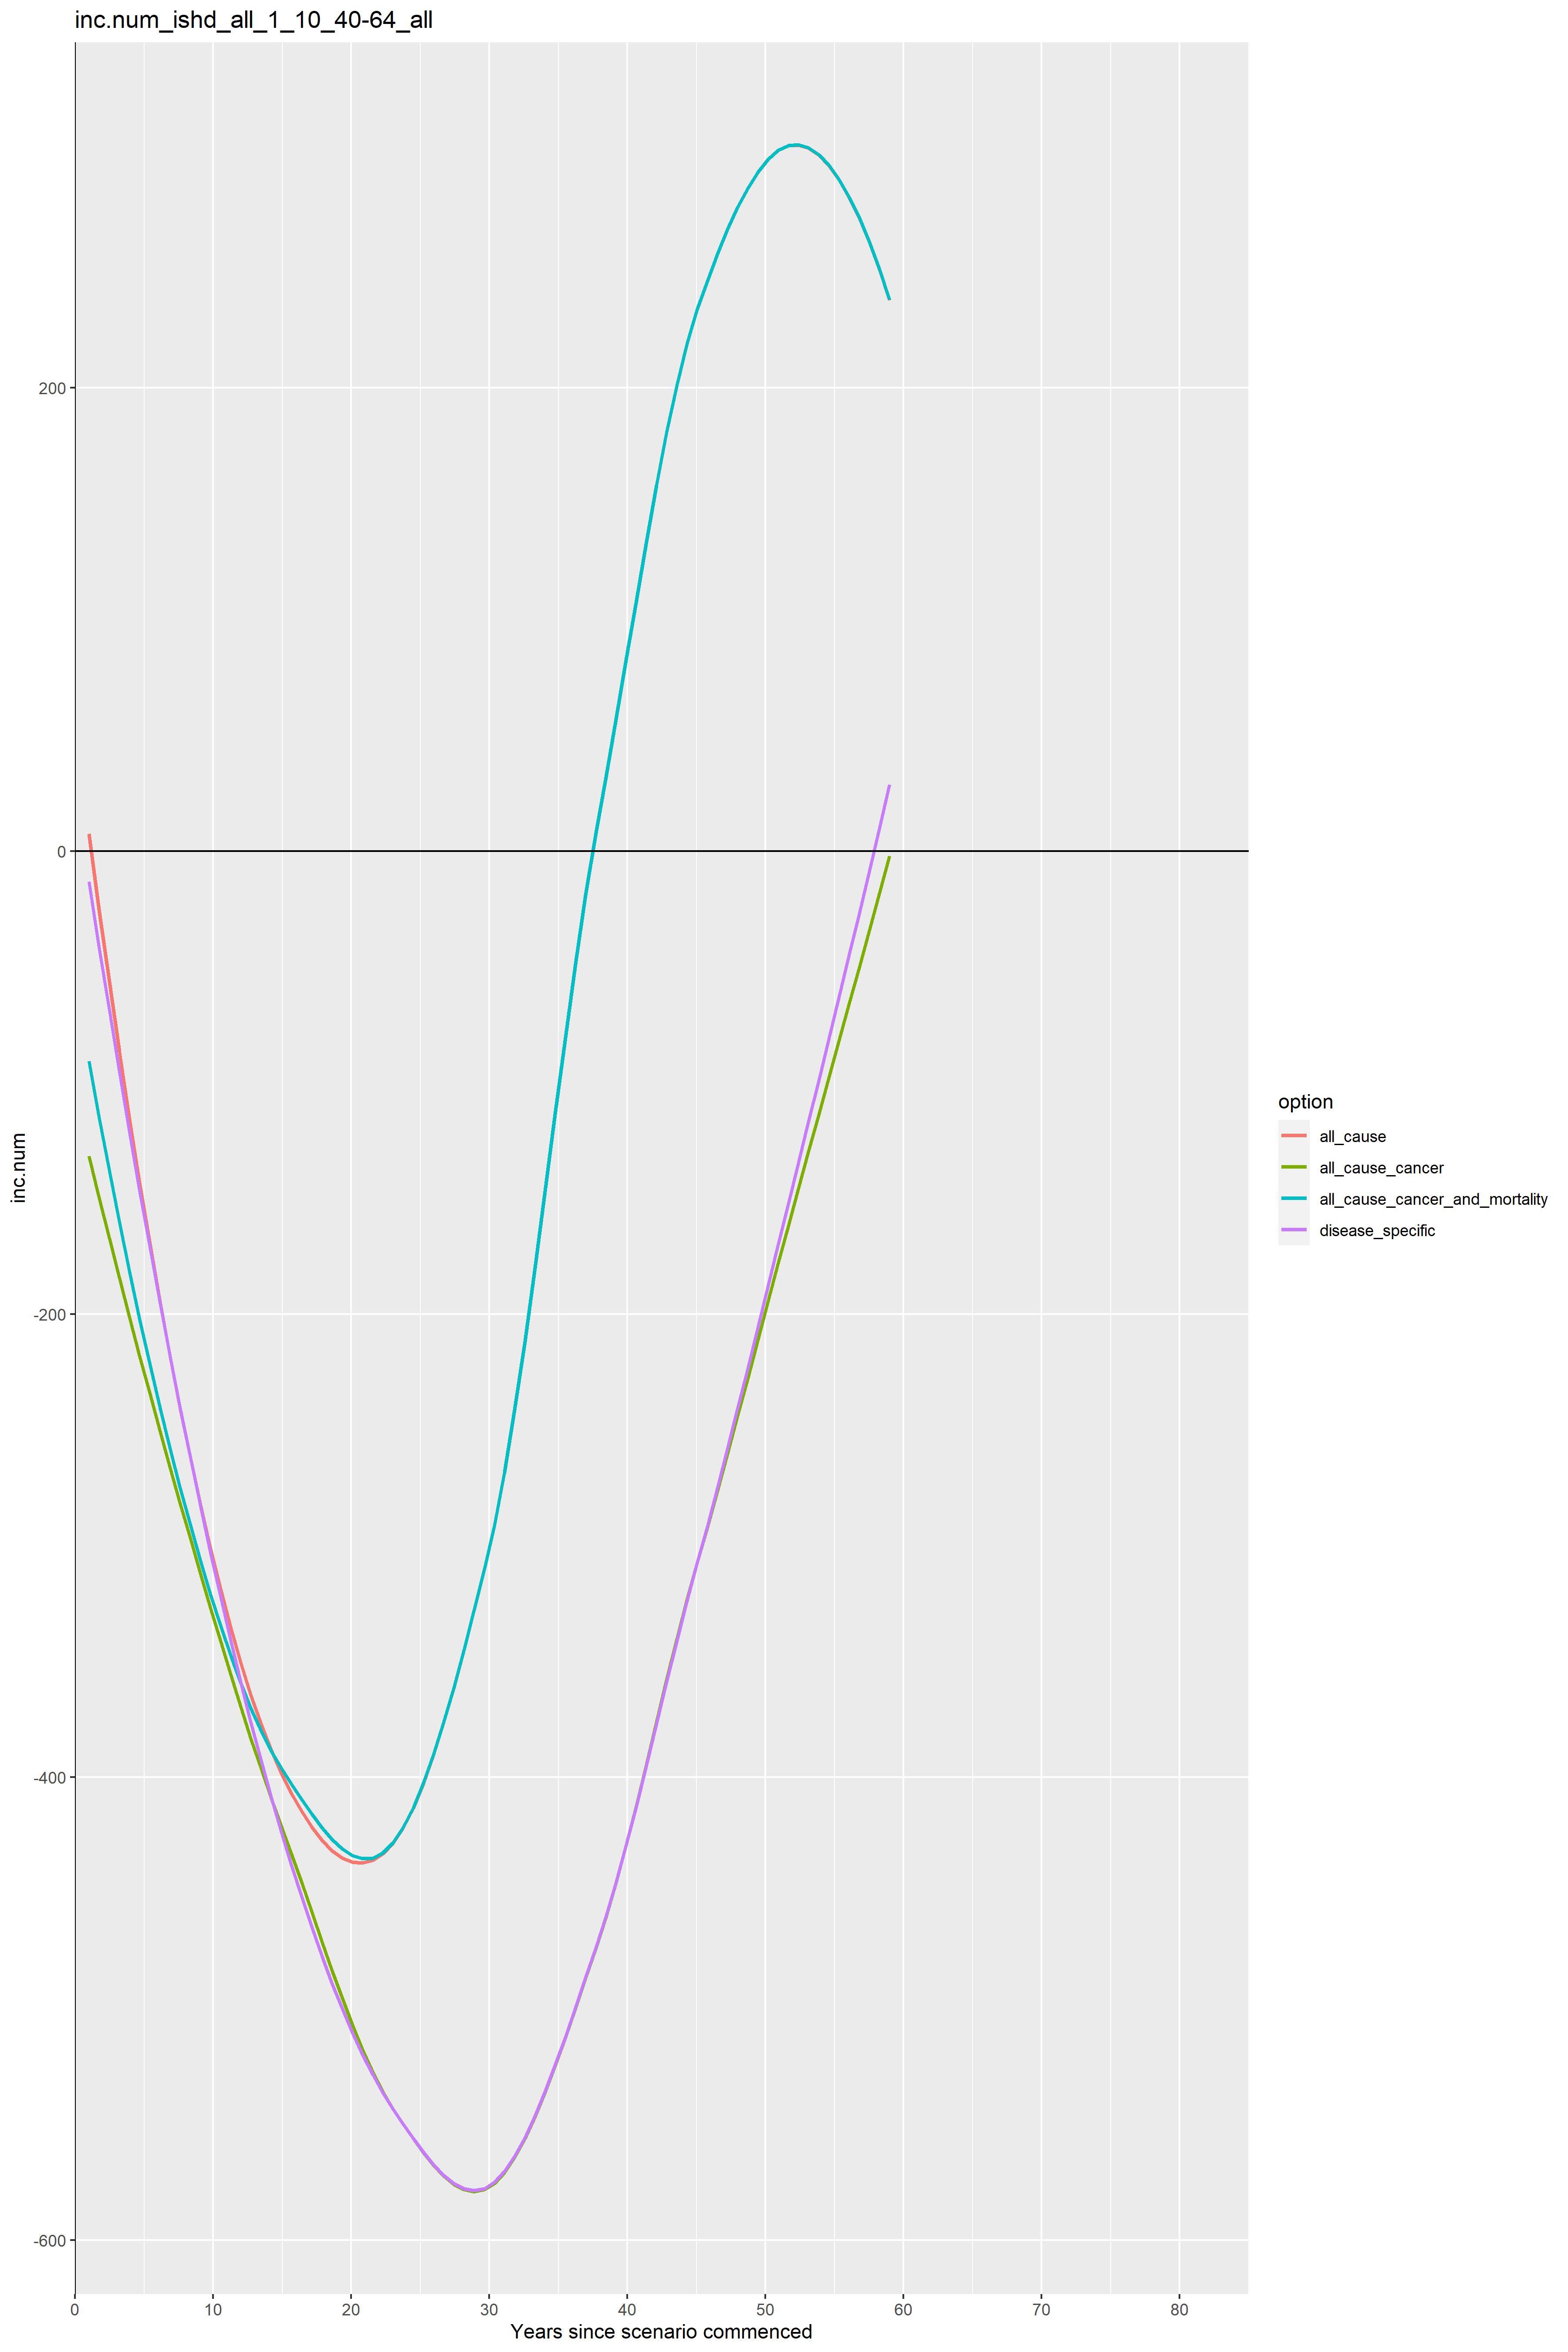 inc.num_ishd_all_1_10_40-64_all
200
0
-200
-400
-600
inc.num
0 10 20 30 40 50 60 70 80
Years since scenario commenced
option
all_cause
all_cause_cancer
all_cause_cancer_and_mortality
disease_specific